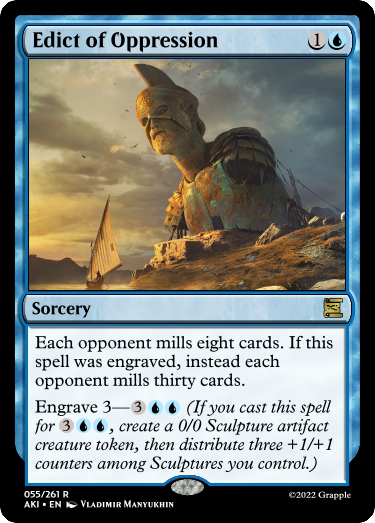 Edict of Oppression 1
Sorcery
Each opponent mills eight cards. If this
spell was engraved, instead each
opponent mills thirty cards.
Engrave 3—3 (If you cast this spell
for 3, create a 0/0 Sculpture artifact
creature token, then distribute three +1/+1
counters among Sculptures you control.)
055/261 R
AKI • EN Vladimir Manyukhin
©2022 Grapple